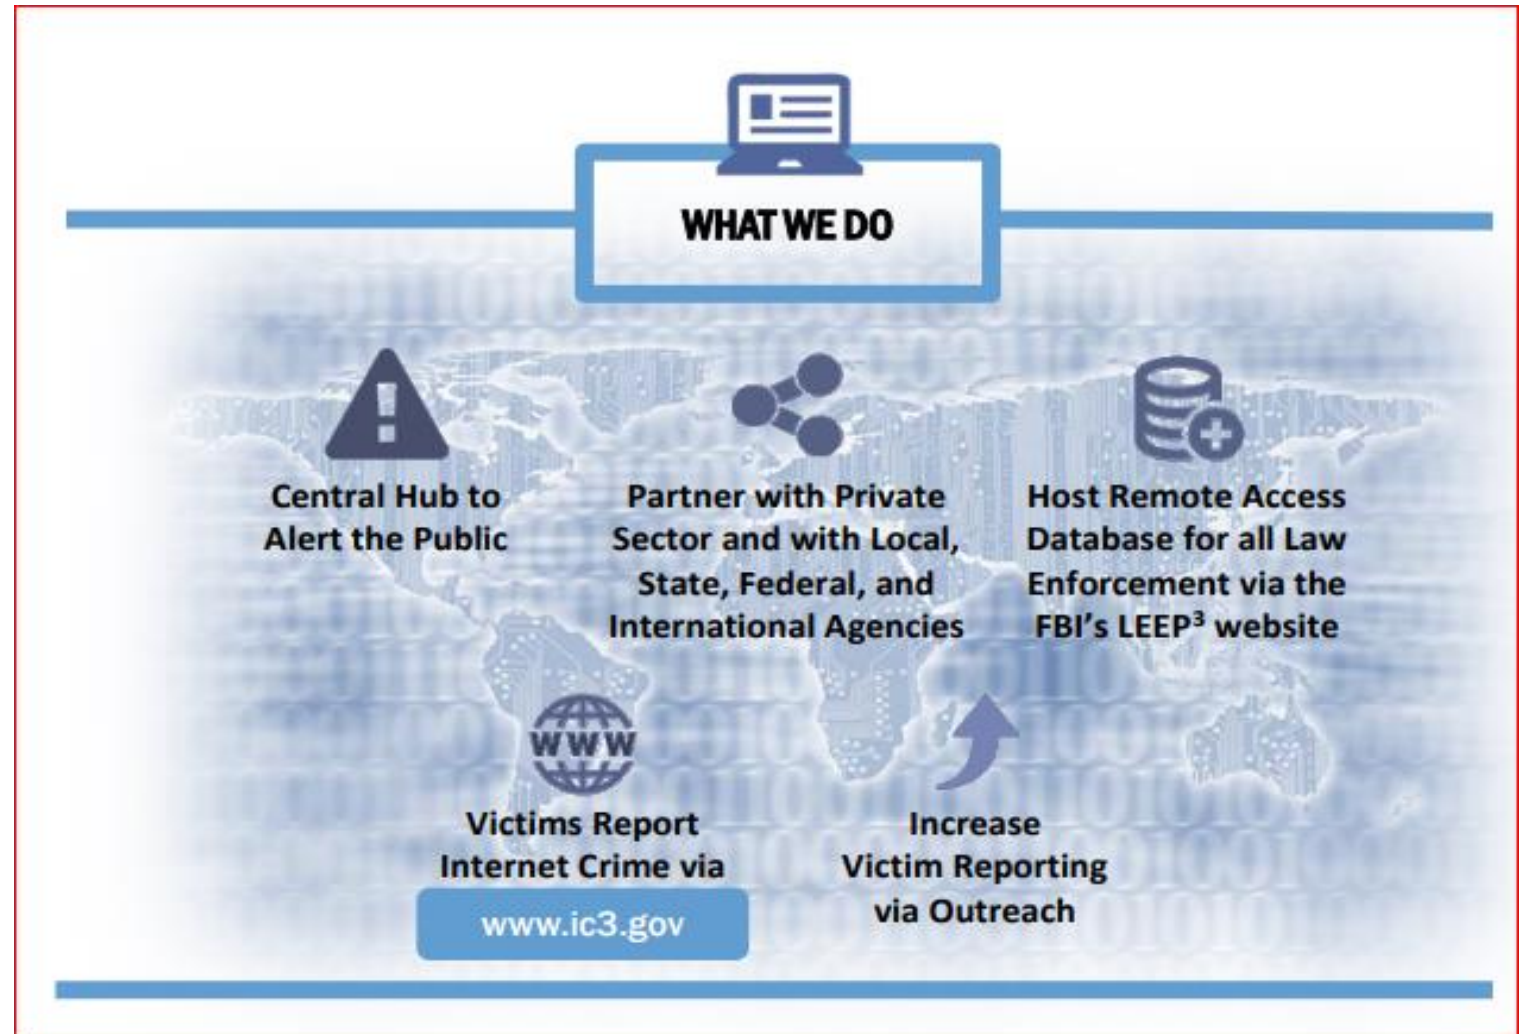 WHAT WE DO
Central Hub to
Alert the Public
Partner with Private
Sector and with Local,
State, Federal, and
International Agencies
Host Remote Access
Database for all Law
Enforcement via the
FBI's LEEP³ website
WWW
Victims Report
Internet Crime via
www.ic3.gov
Increase
Victim Reporting
via Outreach